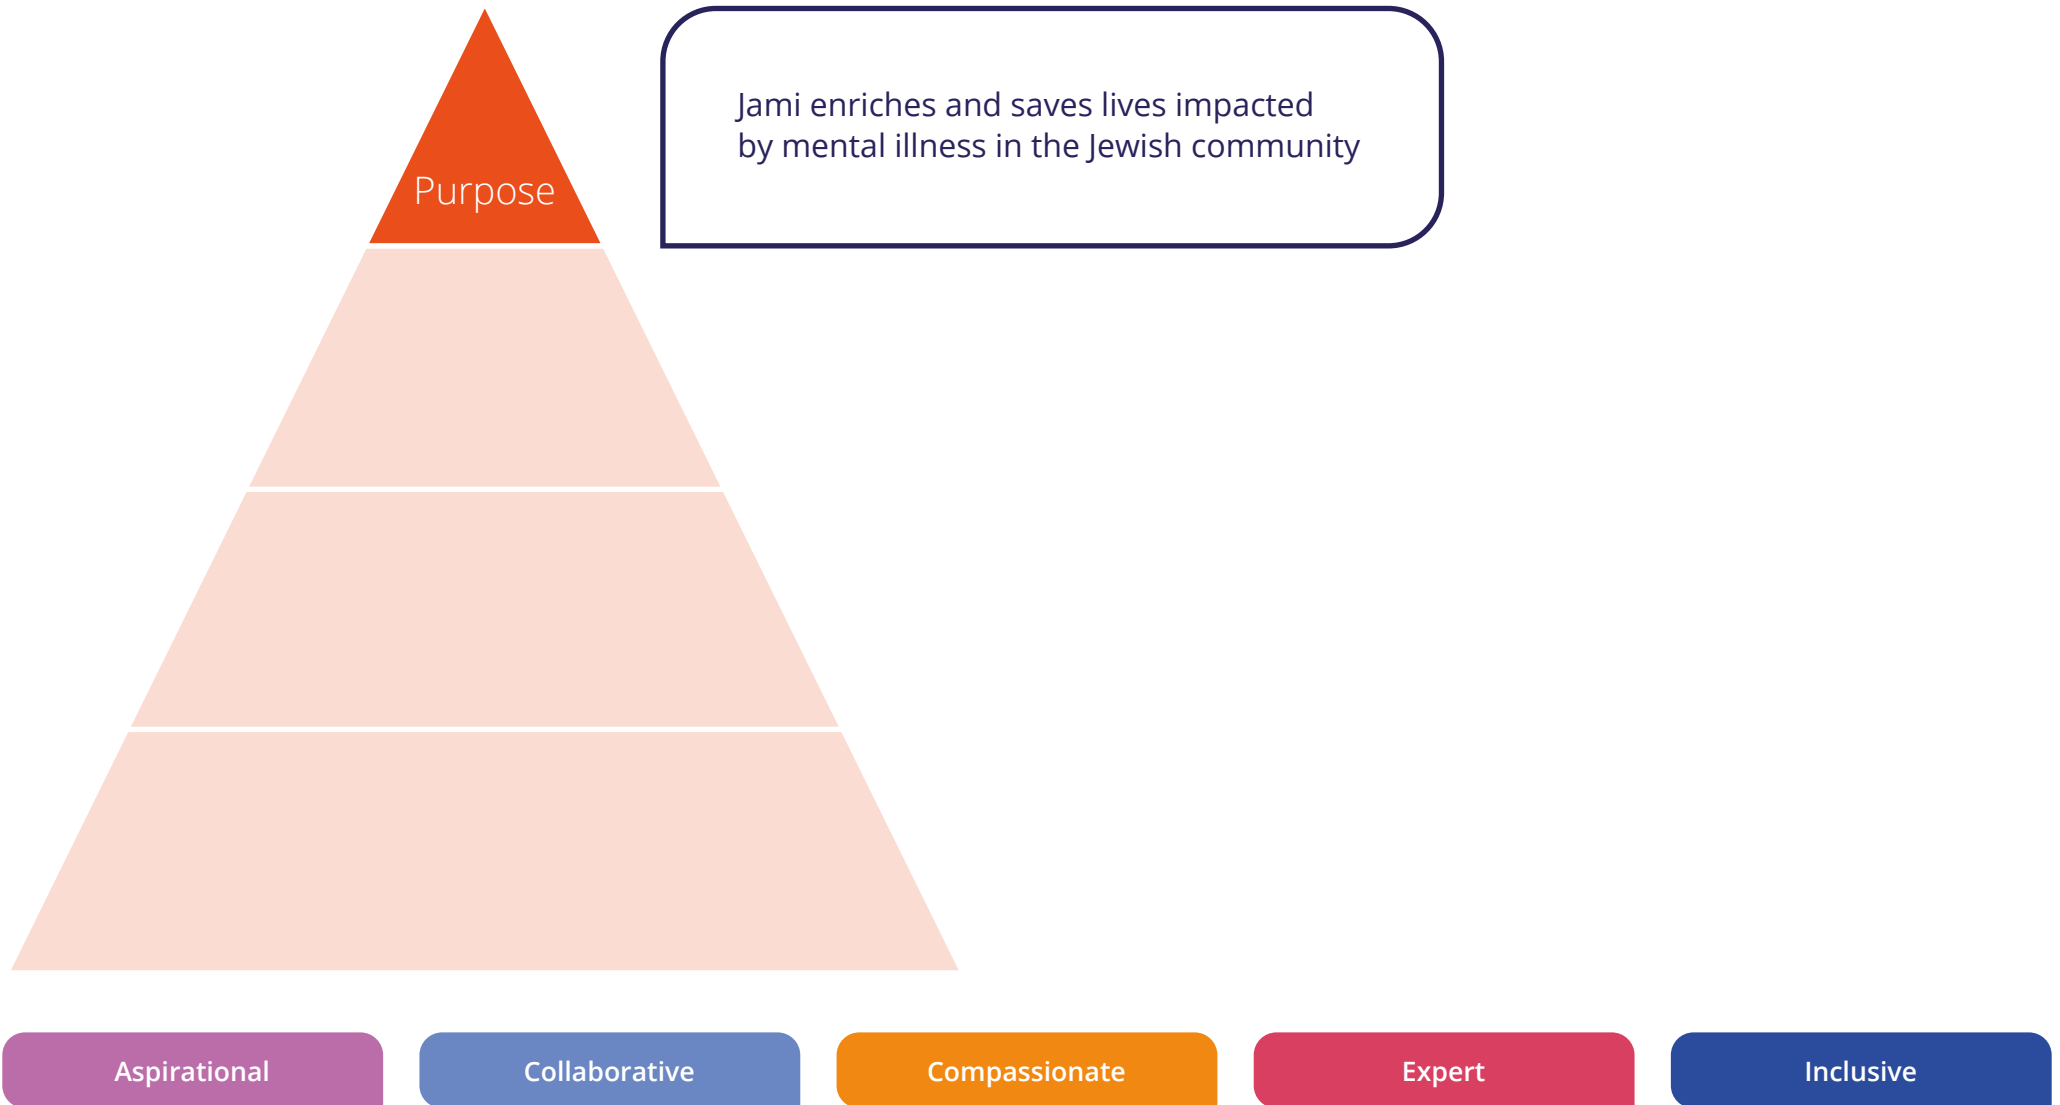 Purpose
Jami enriches and saves lives impacted
by mental illness in the Jewish community
Aspirational
Collaborative
Compassionate
Expert
Inclusive